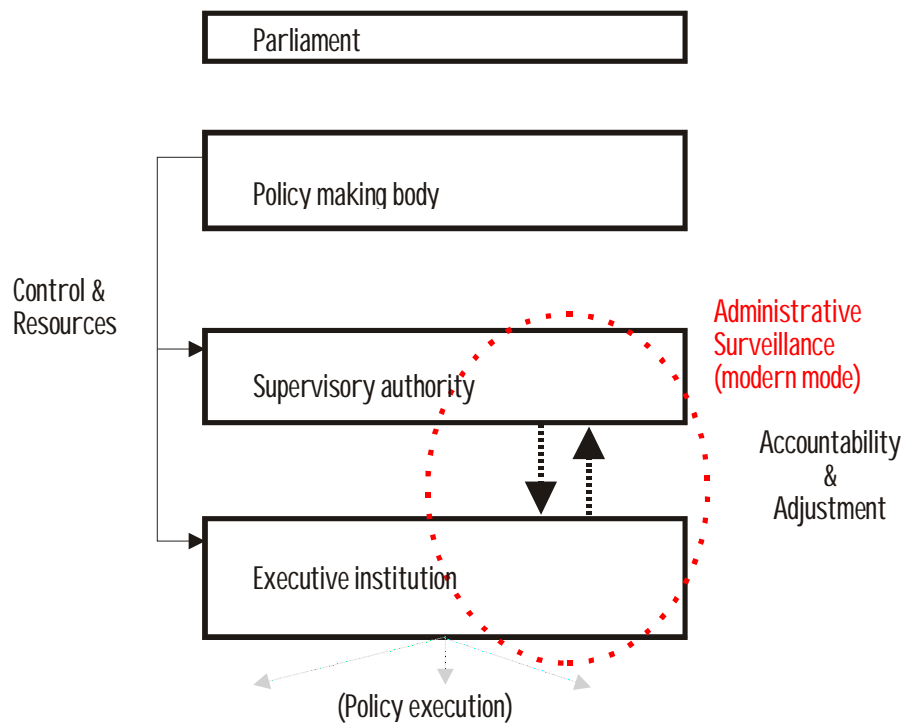 Parliament
Policy making body
Control &
Resources
Administrative
Surveillance
(modern mode)
Supervisory authority
Accountability
&
Adjustment
Executive institution
(Policy execution)